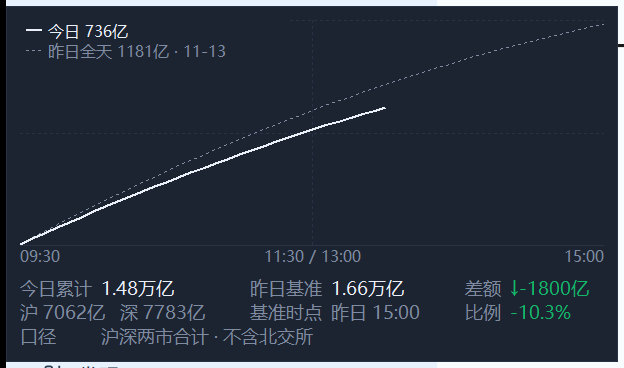 今日 736亿
昨日全天 1181亿 · 11-13
09:30 11:30 / 13:00 15:00
今日累计 1.48万亿 昨日基准 1.66万亿 差额 ↓-1800亿
沪 7062亿 深 7783亿 基准时点 昨日 15:00 比例 -10.3%
口径 沪深两市合计 · 不含北交所